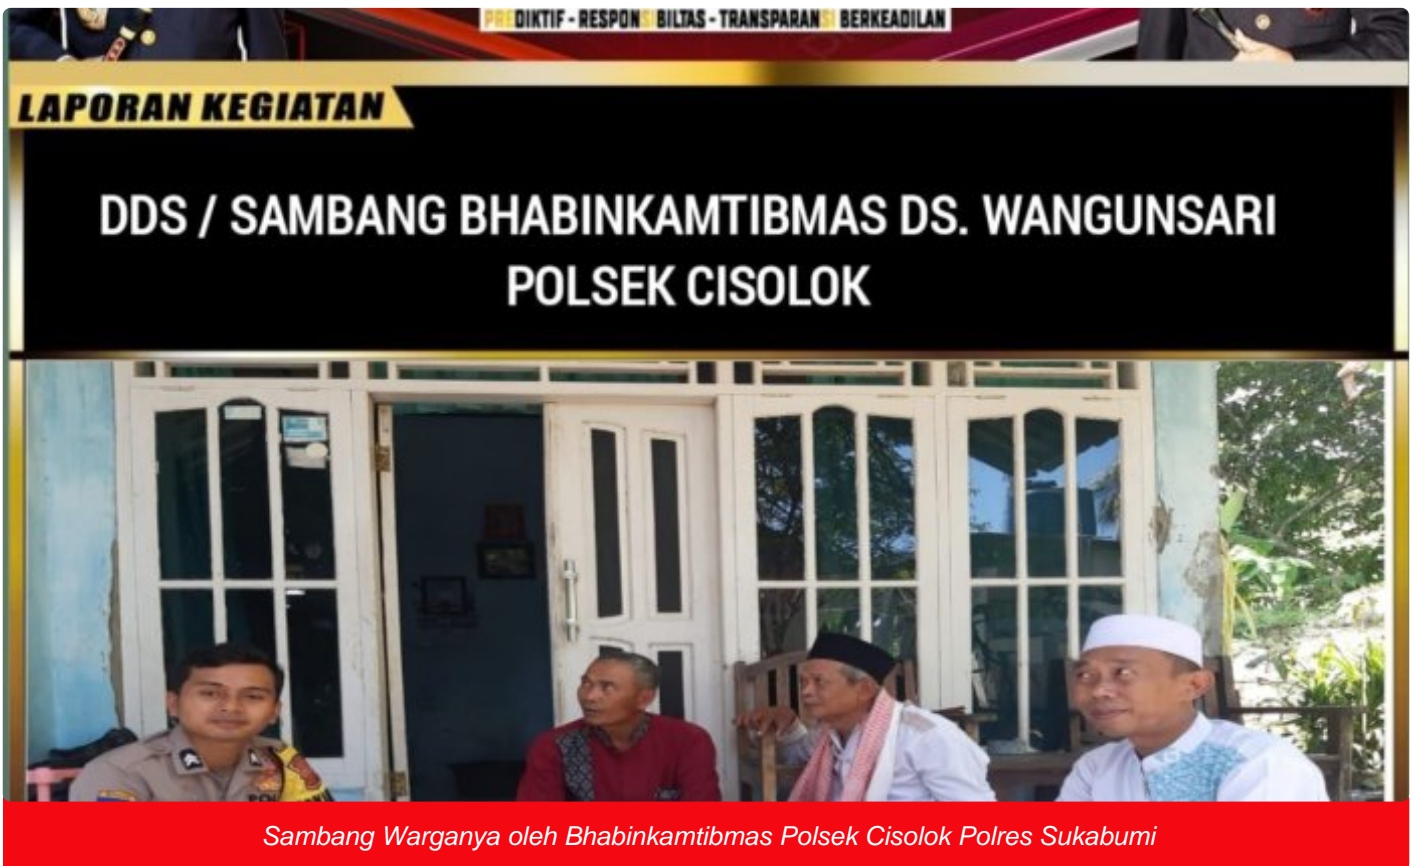 PREDIKTIF - RESPONSIBILTAS - TRANSPARANSI BERKEADILAN
LAPORAN KEGIATAN
DDS / SAMBANG BHABINKAMTIBMAS DS. WANGUNSARI
POLSEK CISOLOK
Sambang Warganya oleh Bhabinkamtibmas Polsek Cisolok Polres Sukabumi